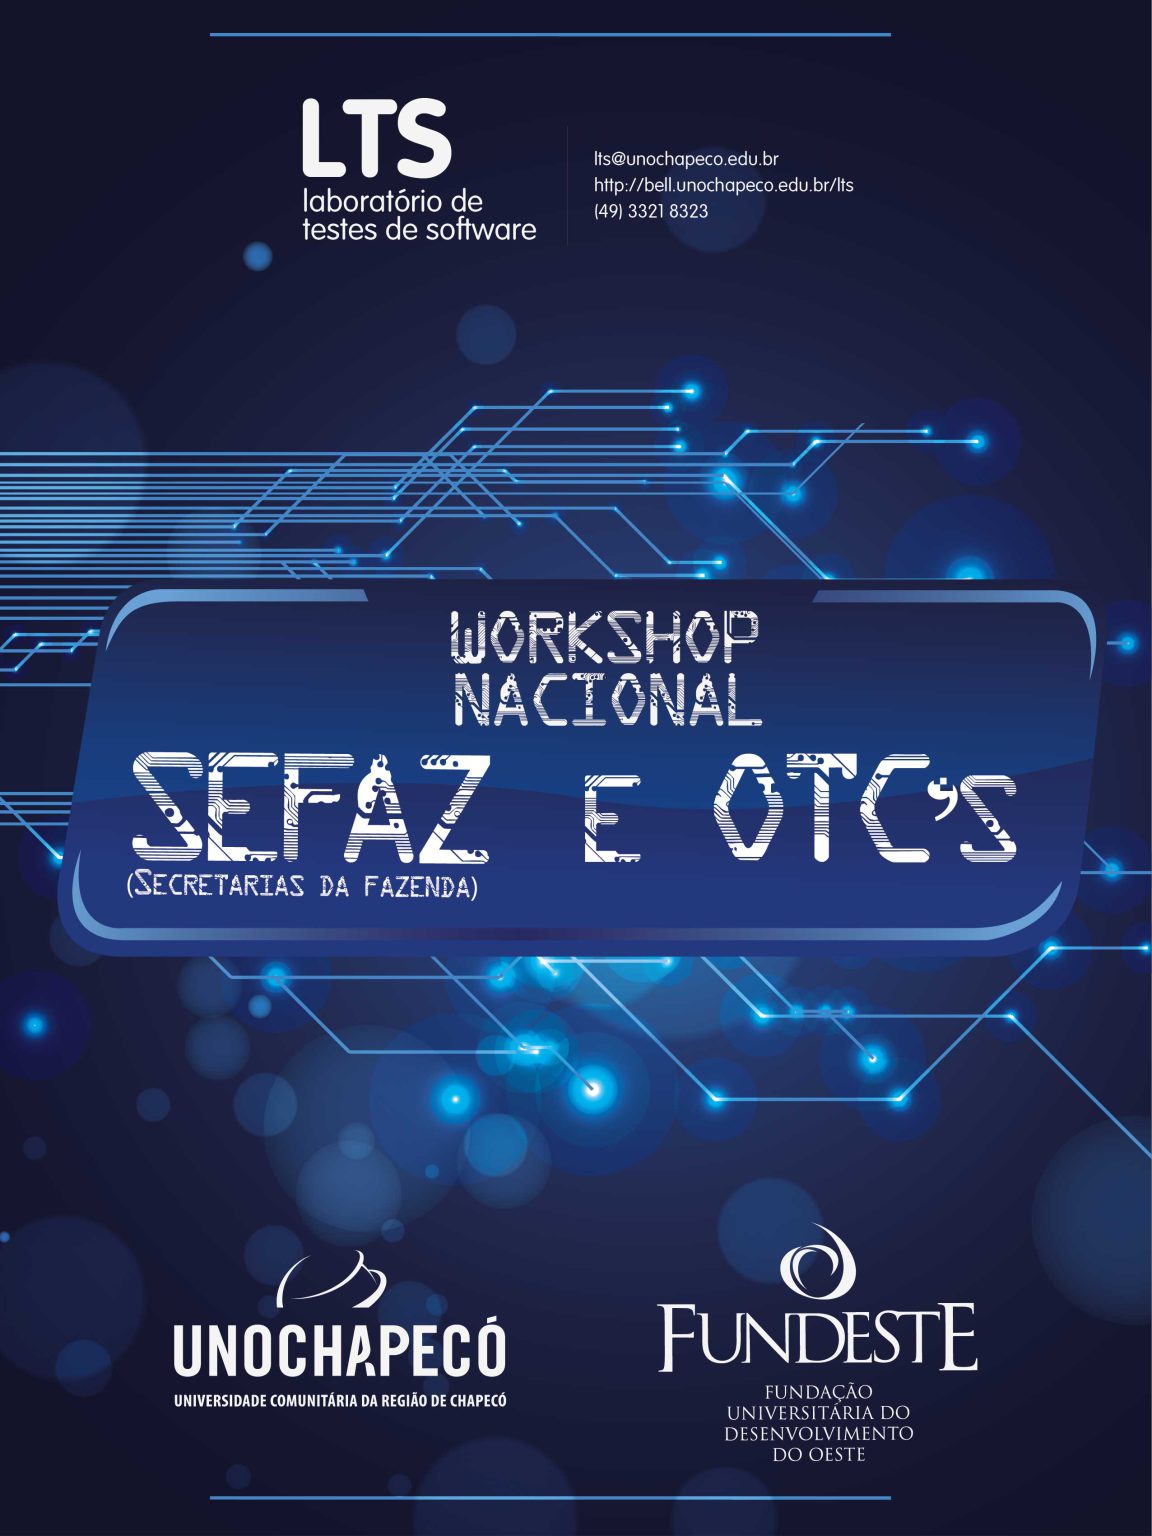 LTS
laboratório de
testes de software
lts@unochapeco.edu.br
http://bell.unochapeco.edu.br/lts
(49) 3321 8323
WORKSHOP
NACIONAL
SEFAZ E OTC's
(SECRETARIAS DA FAZENDA)
UNOCHAPECÓ
UNIVERSIDADE COMUNITÁRIA DA REGIÃO DE CHAPECÓ
FUNDESTE
FUNDAÇÃO
UNIVERSITÁRIA DO
DESENVOLVIMENTO
DO OESTE